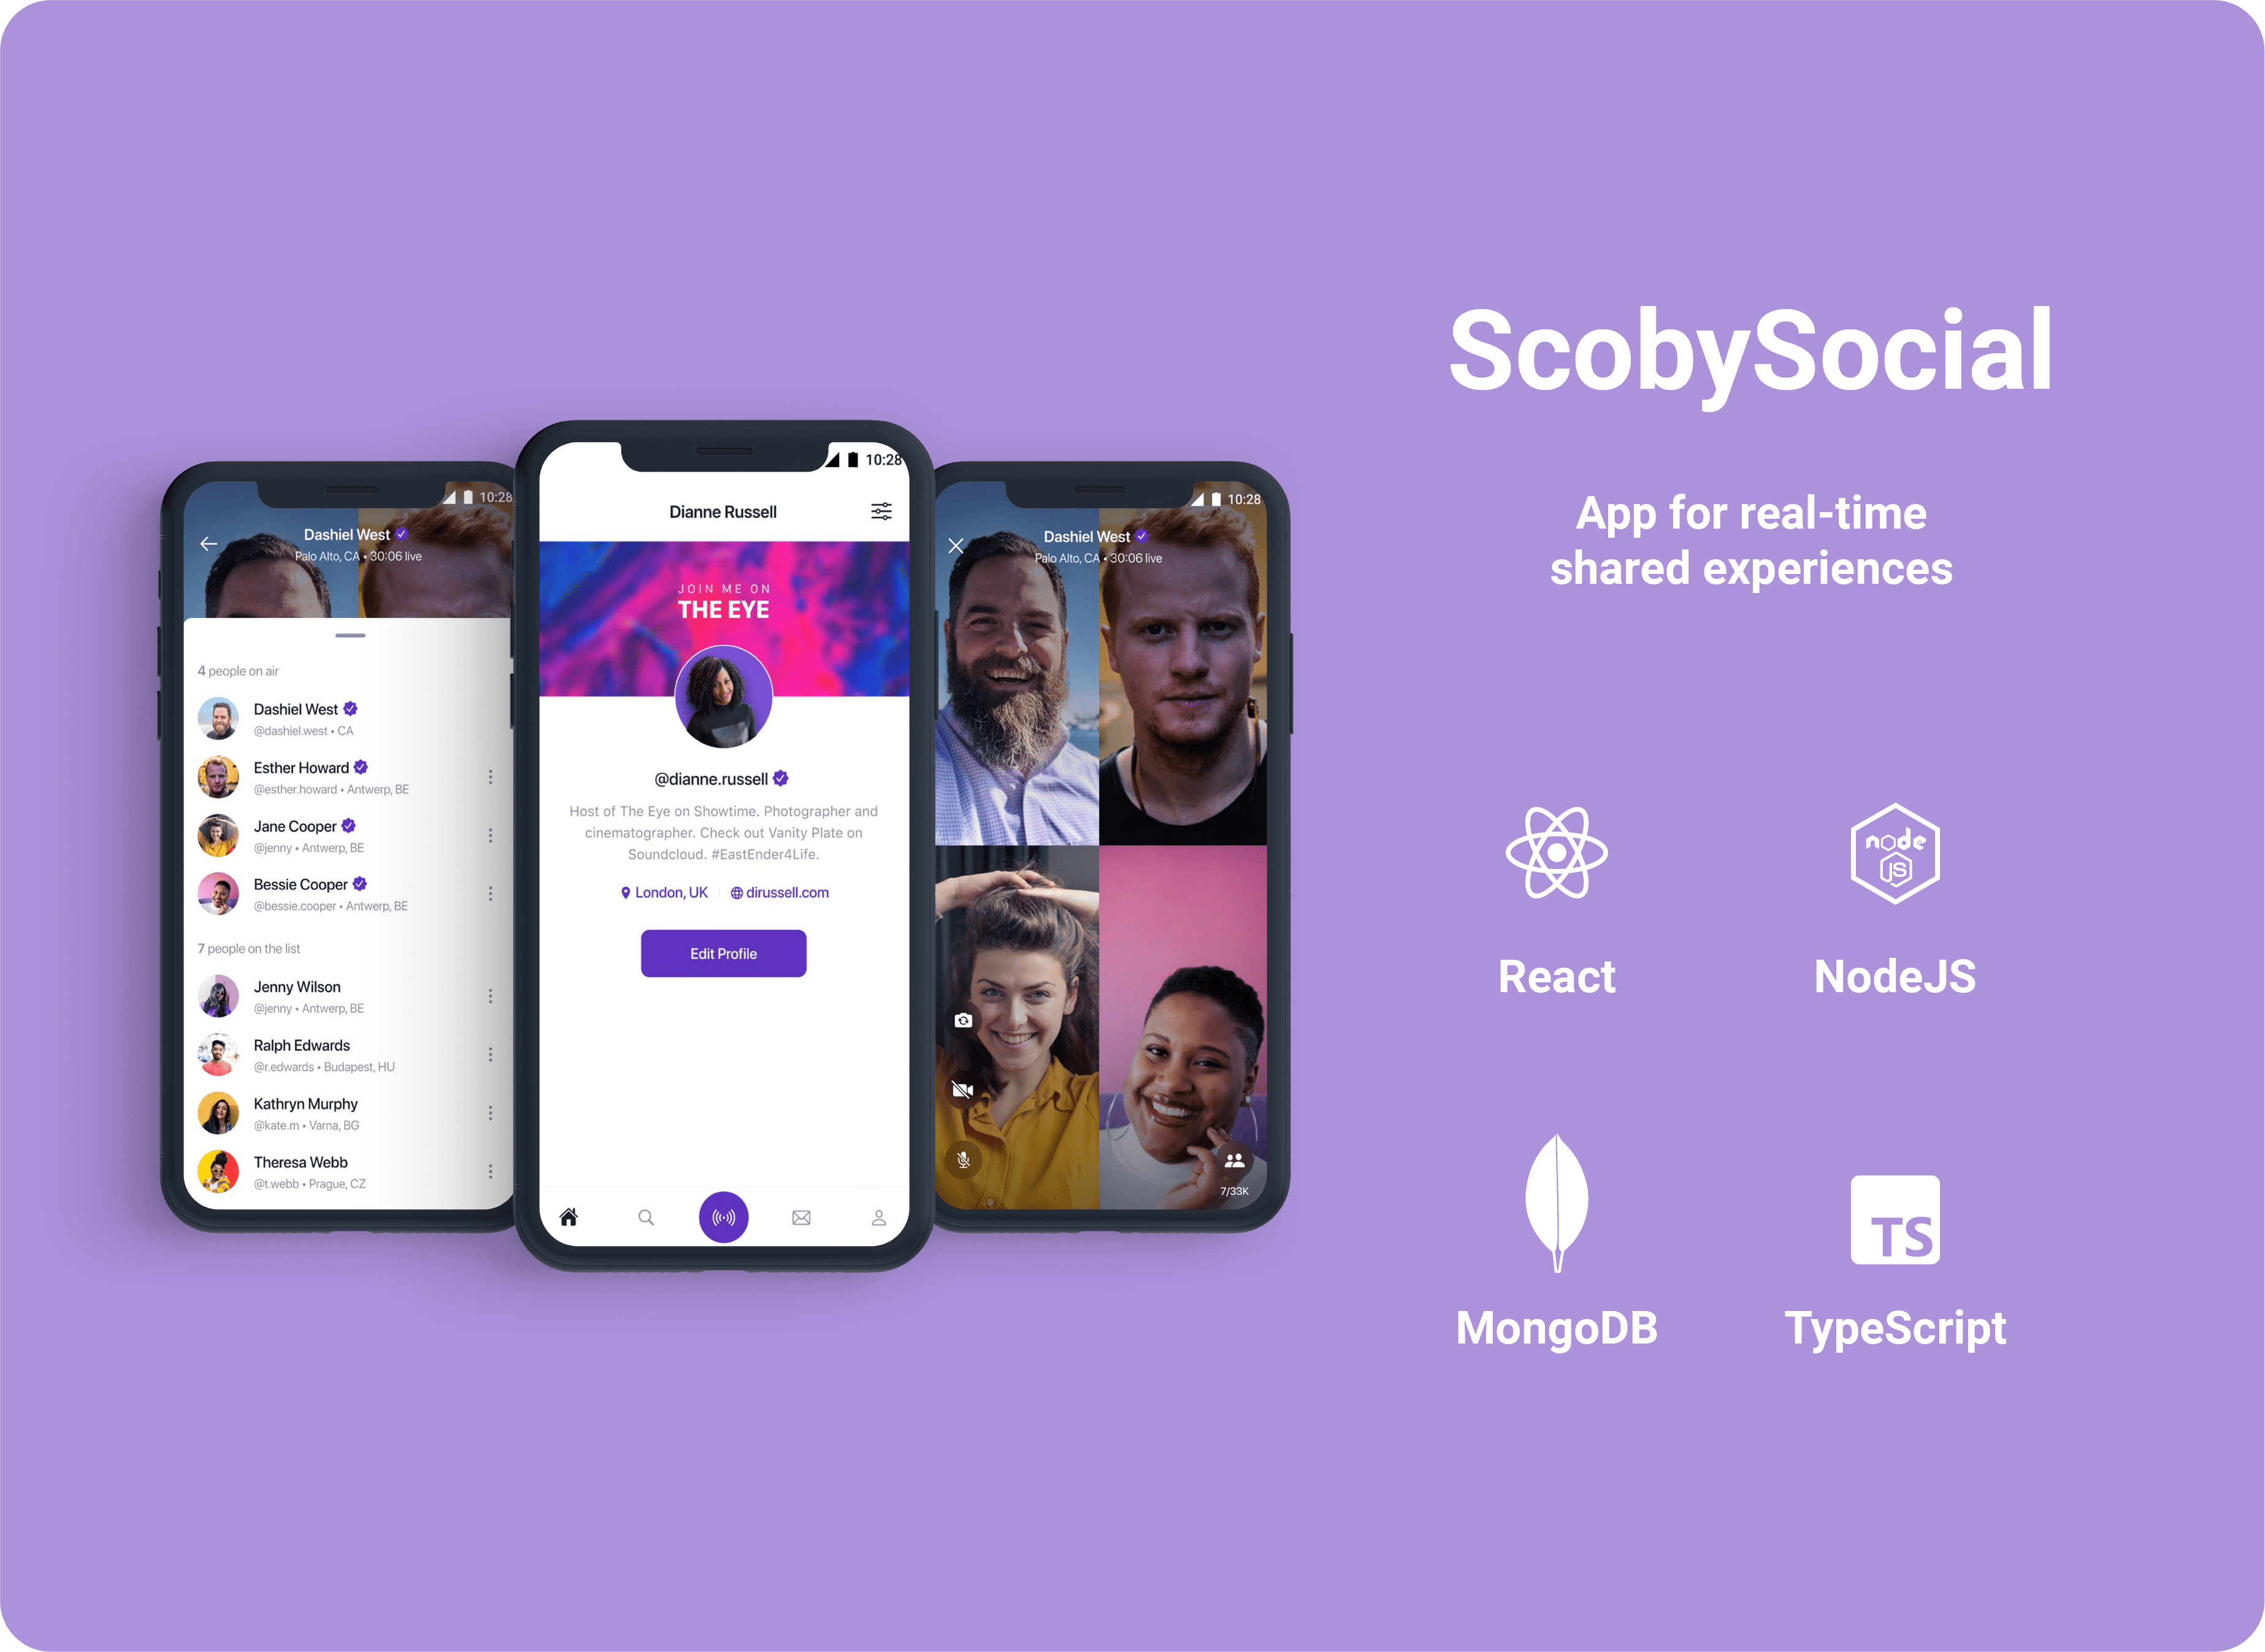 ScobySocial
App for real-time
shared experiences
React
NodeJS
node
JS
MongoDB
TypeScript
TS
10:28
Dashiel West
Palo Alto, CA • 30:06 live
4 people on air
Dashiel West
@dashiel.west • CA
Esther Howard
@esther.howard • Antwerp, BE
Jane Cooper
@jenny • Antwerp, BE
Bessie Cooper
@bessie.cooper • Antwerp, BE
7 people on the list
Jenny Wilson
@jenny • Antwerp, BE
Ralph Edwards
@r.edwards • Budapest, HU
Kathryn Murphy
@kate.m • Varna, BG
Theresa Webb
@t.webb • Prague, CZ
10:28
Dianne Russell
JOIN ME ON
THE EYE
@dianne.russell
Host of The Eye on Showtime. Photographer and
cinematographer. Check out Vanity Plate on
Soundcloud. #EastEnder4Life.
London, UK
dirussell.com
Edit Profile
10:28
Dashiel West
Palo Alto, CA • 30:06 live
7/33K